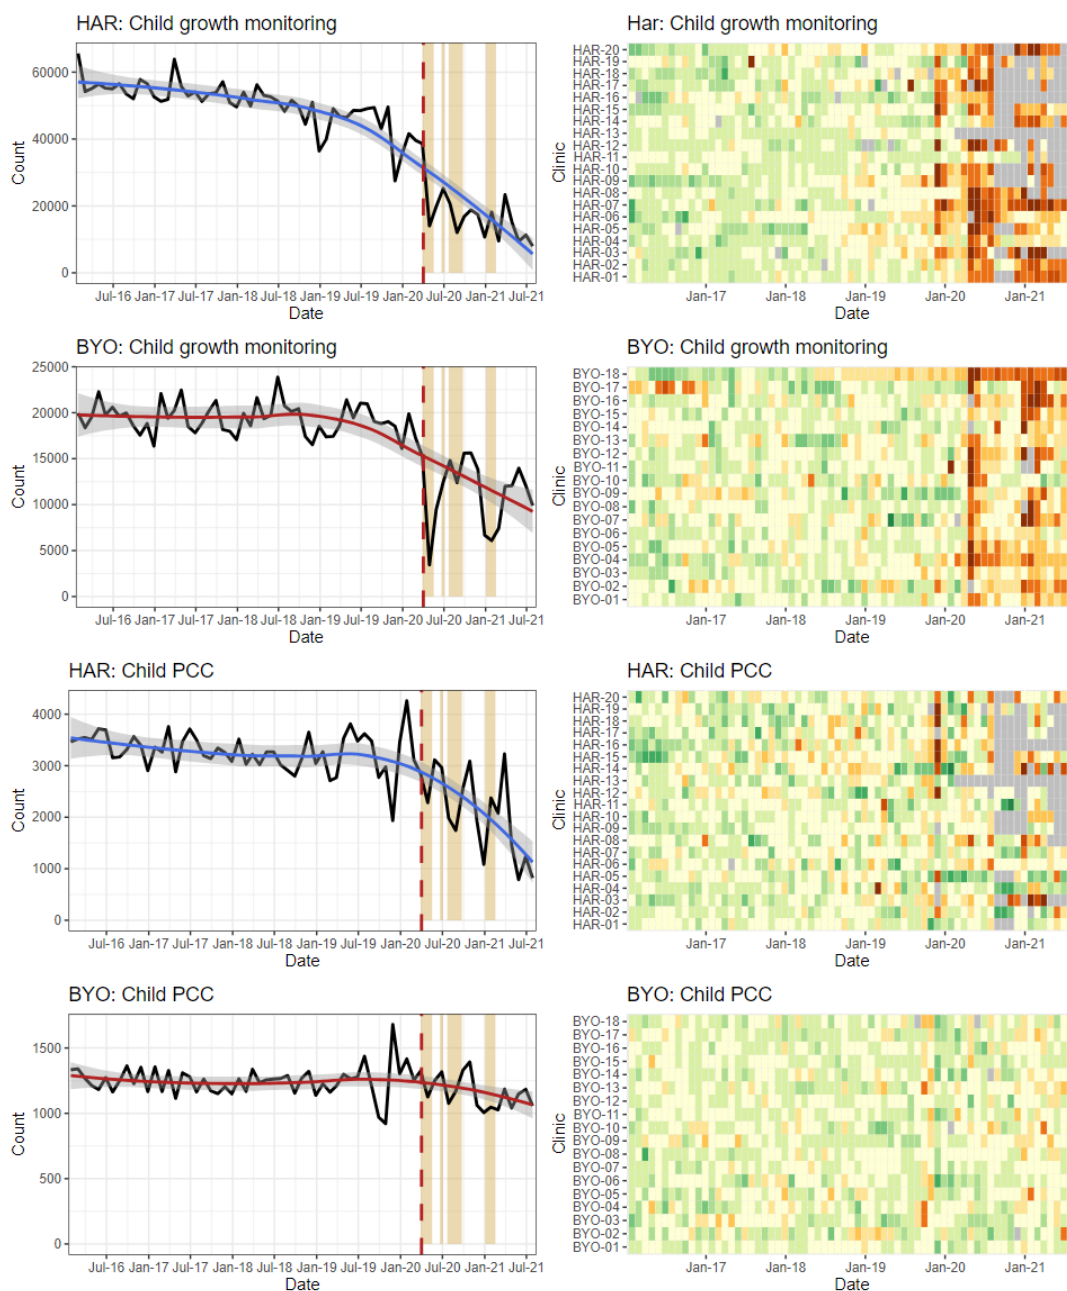 HAR: Child growth monitoring
Count
60000
40000
20000
0
Jul-16 Jan-17 Jul-17 Jan-18 Jul-18 Jan-19 Jul-19 Jan-20 Jul-20 Jan-21 Jul-21
Date
Har: Child growth monitoring
Clinic
HAR-20
HAR-19
HAR-18
HAR-17
HAR-16
HAR-15
HAR-14
HAR-13
HAR-12
HAR-11
HAR-10
HAR-09
HAR-08
HAR-07
HAR-06
HAR-05
HAR-04
HAR-03
HAR-02
HAR-01
Jan-17 Jan-18 Jan-19 Jan-20 Jan-21
Date
BYO: Child growth monitoring
Count
25000
20000
15000
10000
5000
0
Jul-16 Jan-17 Jul-17 Jan-18 Jul-18 Jan-19 Jul-19 Jan-20 Jul-20 Jan-21 Jul-21
Date
BYO: Child growth monitoring
Clinic
BYO-18
BYO-17
BYO-16
BYO-15
BYO-14
BYO-13
BYO-12
BYO-11
BYO-10
BYO-09
BYO-08
BYO-07
BYO-06
BYO-05
BYO-04
BYO-03
BYO-02
BYO-01
Jan-17 Jan-18 Jan-19 Jan-20 Jan-21
Date
HAR: Child PCC
Count
4000
3000
2000
1000
0
Jul-16 Jan-17 Jul-17 Jan-18 Jul-18 Jan-19 Jul-19 Jan-20 Jul-20 Jan-21 Jul-21
Date
HAR: Child PCC
Clinic
HAR-20
HAR-19
HAR-18
HAR-17
HAR-16
HAR-15
HAR-14
HAR-13
HAR-12
HAR-11
HAR-10
HAR-09
HAR-08
HAR-07
HAR-06
HAR-05
HAR-04
HAR-03
HAR-02
HAR-01
Jan-17 Jan-18 Jan-19 Jan-20 Jan-21
Date
BYO: Child PCC
Count
1500
1000
500
0
Jul-16 Jan-17 Jul-17 Jan-18 Jul-18 Jan-19 Jul-19 Jan-20 Jul-20 Jan-21 Jul-21
Date
BYO: Child PCC
Clinic
BYO-18
BYO-17
BYO-16
BYO-15
BYO-14
BYO-13
BYO-12
BYO-11
BYO-10
BYO-09
BYO-08
BYO-07
BYO-06
BYO-05
BYO-04
BYO-03
BYO-02
BYO-01
Jan-17 Jan-18 Jan-19 Jan-20 Jan-21
Date